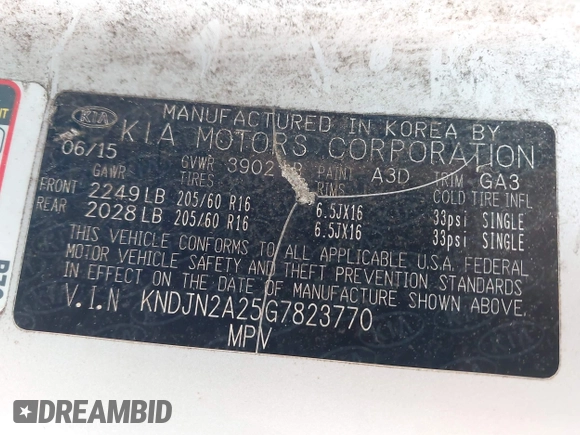 MANUFACTURED IN KOREA BY
KIA KIA MOTORS CORPORATION
06/15 GVWR PAINT A3D TRIM GA3
GAWR TIRES RIMS COLD TIRE INFL
FRONT 2249LB 205/60 R16 6.5JX16 33psi SINGLE
REAR 2028LB 205/60 R16 6.5JX16 33psi SINGLE
THIS VEHICLE CONFORMS TO ALL APPLICABLE U.S.A. FEDERAL
MOTOR VEHICLE SAFETY AND THEFT PREVENTION STANDARDS
IN EFFECT ON THE DATE OF MANUFACTURE SHOWN ABOVE.
V.I.N KNDJN2A25G7823770
MPV
DREAMBID